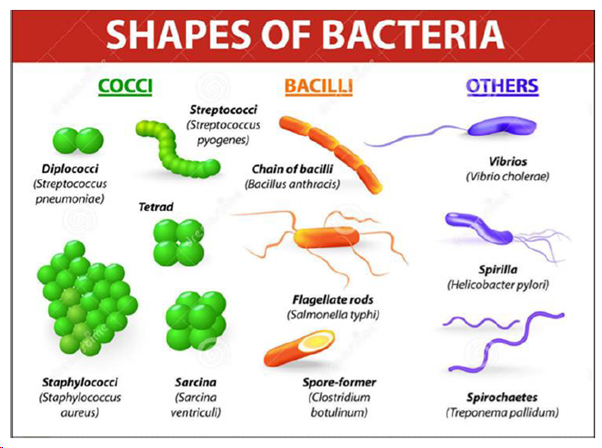 SHAPES OF BACTERIA
COCCI
Diplococci
(Streptococcus
pneumoniae)
Streptococci
(Streptococcus
pyogenes)
Tetrad
Staphylococci
(Staphylococcus
aureus)
Sarcina
(Sarcina
ventriculi)
BACILLI
Chain of bacilii
(Bacillus anthracis)
Flagellate rods
(Salmonella typhi)
Spore-former
(Clostridium
botulinum)
OTHERS
Vibrios
(Vibrio cholerae)
Spirilla
(Helicobacter pylori)
Spirochaetes
(Treponema pallidum)